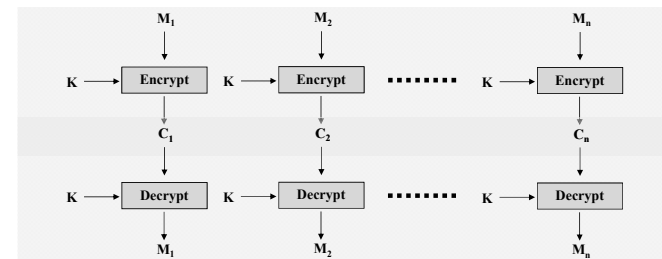 M₁ M₂ Mₙ
K Encrypt K Encrypt K Encrypt
C₁ C₂ Cₙ
K Decrypt K Decrypt K Decrypt
M₁ M₂ Mₙ